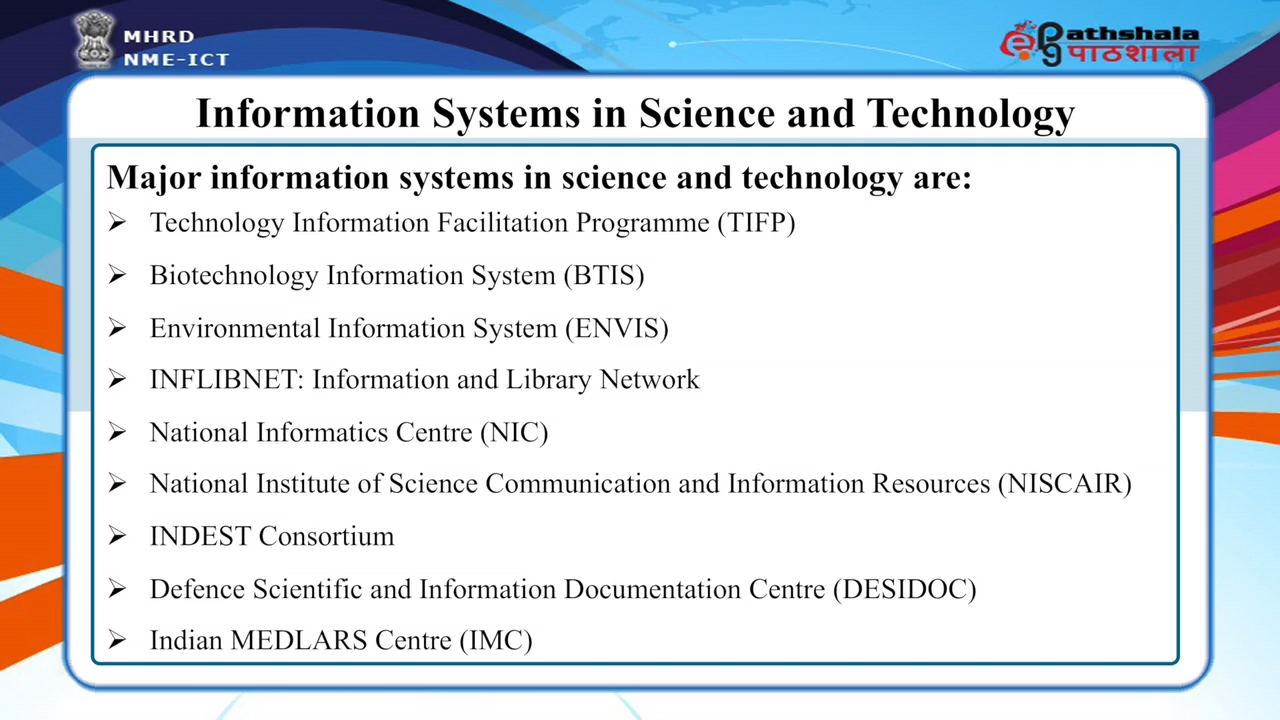 MHRD
NME-ICT
ePathshala
पाठशाला
Information Systems in Science and Technology
Major information systems in science and technology are:
Technology Information Facilitation Programme (TIFP)
Biotechnology Information System (BTIS)
Environmental Information System (ENVIS)
INFLIBNET: Information and Library Network
National Informatics Centre (NIC)
National Institute of Science Communication and Information Resources (NISCAIR)
INDEST Consortium
Defence Scientific and Information Documentation Centre (DESIDOC)
Indian MEDLARS Centre (IMC)